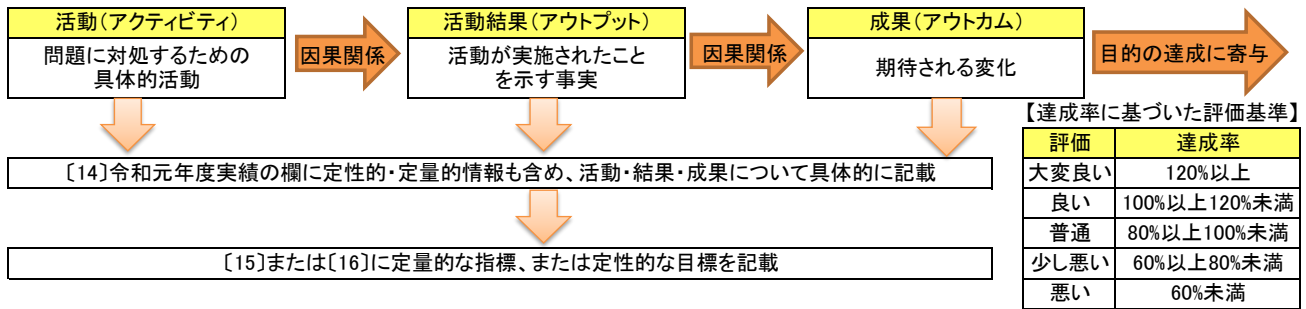 活動(アクティビティ)
問題に対処するための
具体的活動
因果関係
活動結果(アウトプット)
活動が実施されたこと
を示す事実
因果関係
成果(アウトカム)
期待される変化
目的の達成に寄与
〔14〕令和元年度実績の欄に定性的・定量的情報も含め、活動・結果・成果について具体的に記載
〔15〕または〔16〕に定量的な指標、または定性的な目標を記載
【達成率に基づいた評価基準】
評価 達成率
大変良い 120%以上
良い 100%以上120%未満
普通 80%以上100%未満
少し悪い 60%以上80%未満
悪い 60%未満